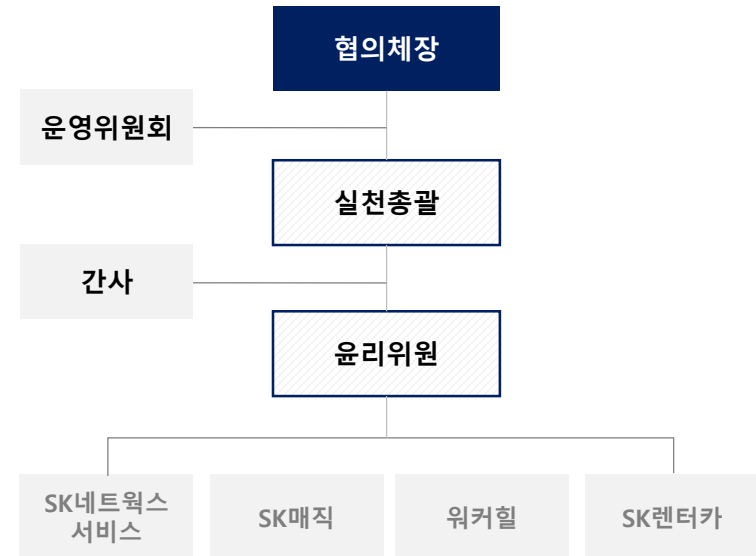 협의체장
운영위원회
실천총괄
간사
윤리위원
SK네트웍스
서비스
SK매직
워커힐
SK렌터카